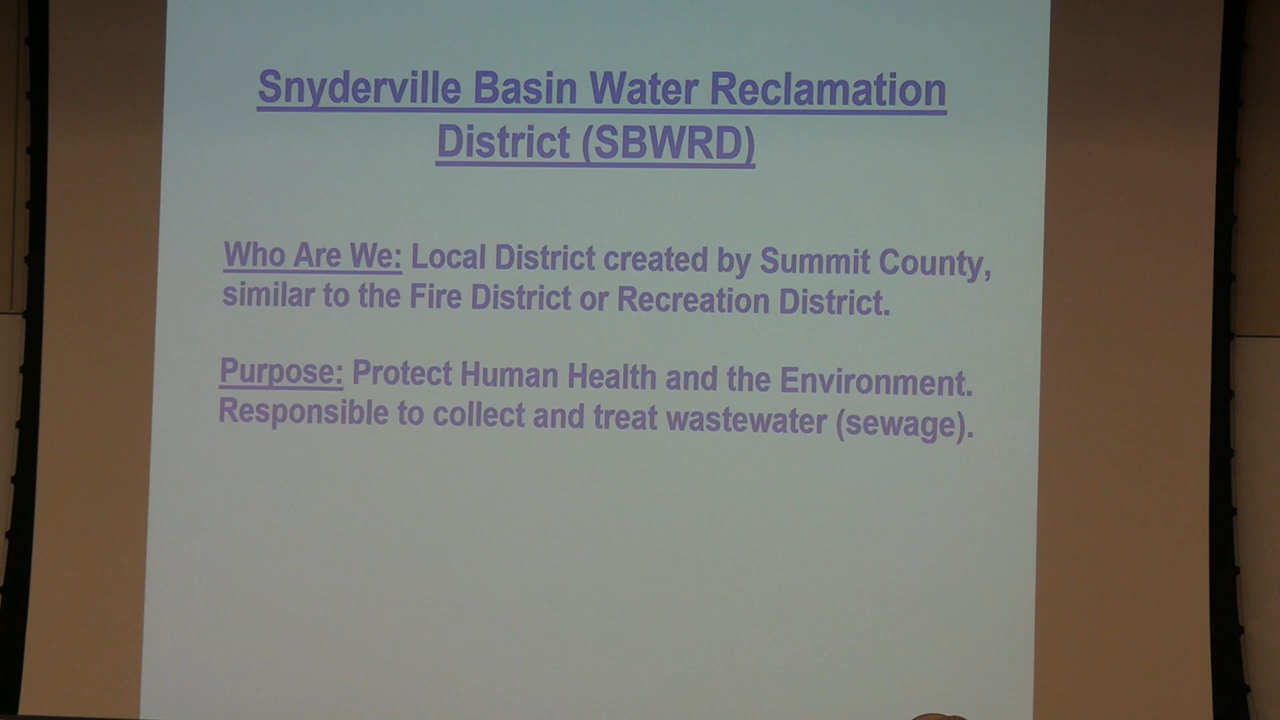 Snyderville Basin Water Reclamation
District (SBWRD)
Who Are We: Local District created by Summit County,
similar to the Fire District or Recreation District.
Purpose: Protect Human Health and the Environment.
Responsible to collect and treat wastewater (sewage).